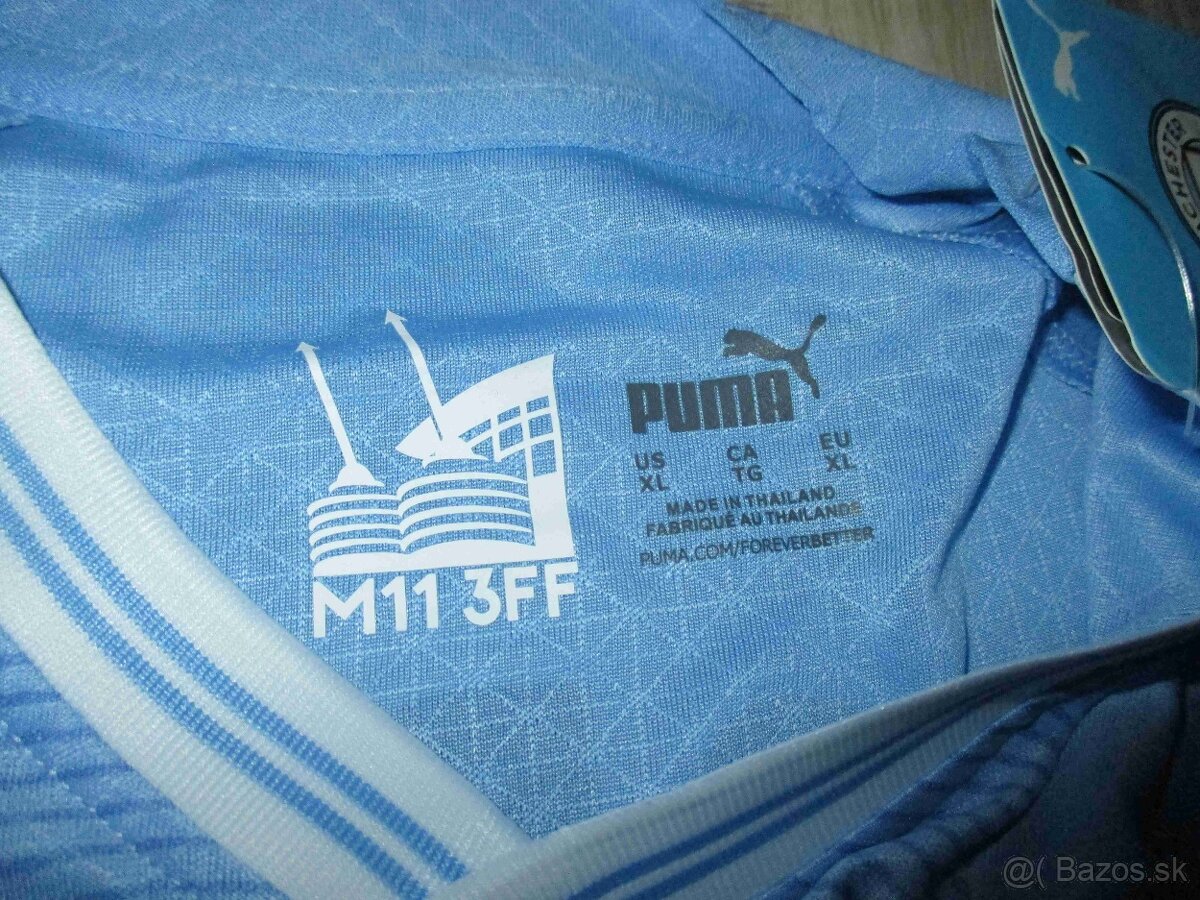 CHESTER
PUMA
US CA EU
XL TG XL
MADE IN THAILAND
FABRIQUÉ AU THAILANDE
PUMA.COM/FOREVERBETTER
M11 3FF
@( Bazos.sk